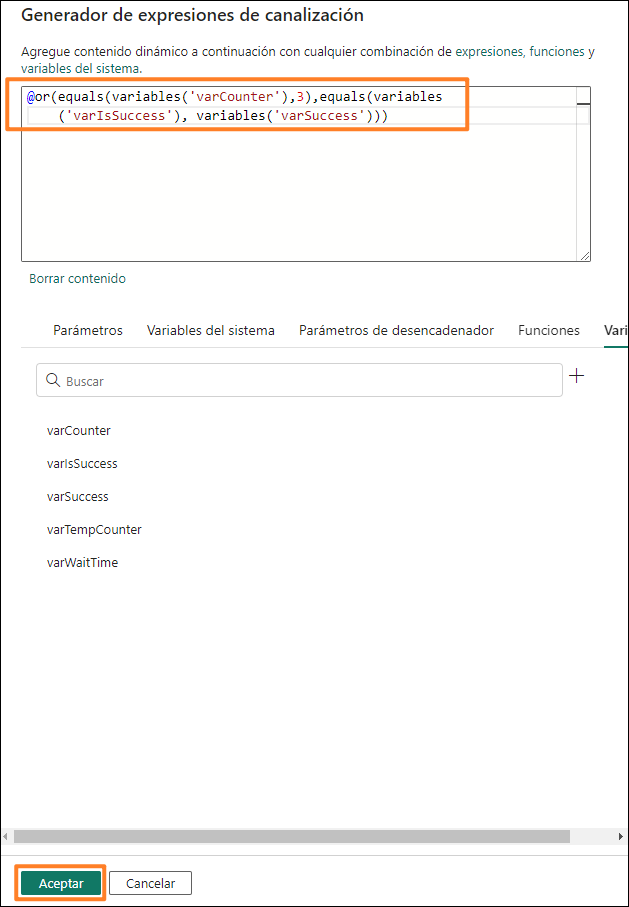 Generador de expresiones de canalización
Agregue contenido dinámico a continuación con cualquier combinación de expresiones, funciones y
variables del sistema.
@or(equals(variables('varCounter'),3),equals(variables
('varIsSuccess'), variables('varSuccess')))
Borrar contenido
Parámetros Variables del sistema Parámetros de desencadenador Funciones Vari
Buscar
varCounter
varIsSuccess
varSuccess
varTempCounter
varWaitTime
Aceptar Cancelar